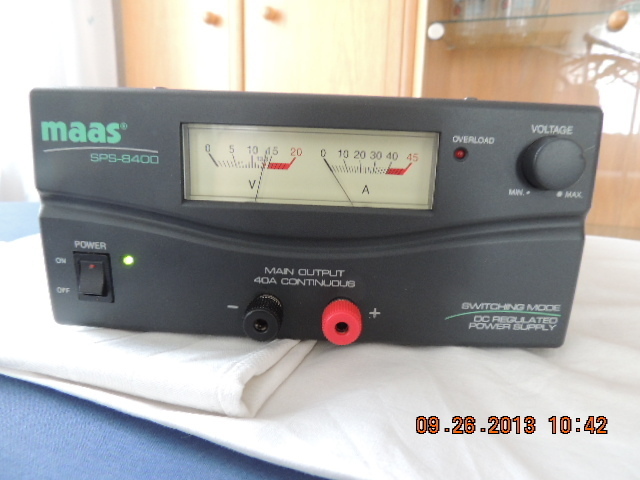 maas®
SPS-8400
0 5 10 15 20
V
0 10 20 30 40 45
A
OVERLOAD
VOLTAGE
MIN. MAX.
POWER
ON
OFF
MAIN OUTPUT
40A CONTINUOUS
- +
SWITCHING MODE
DC REGULATED
POWER SUPPLY
09.26.2013 10:42